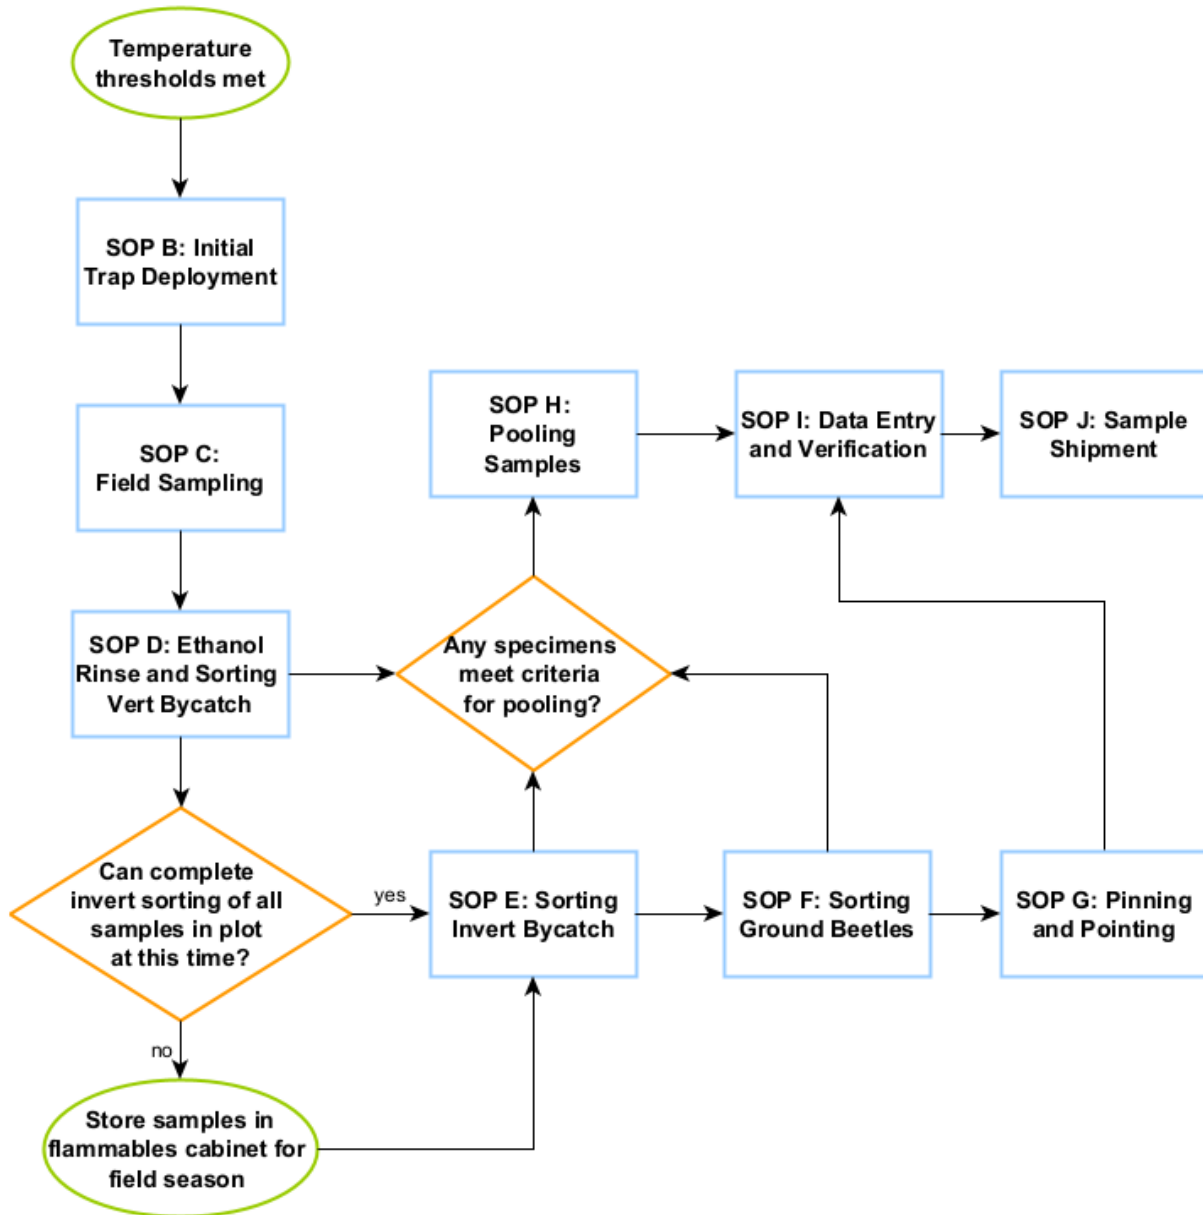 Temperature
thresholds met
SOP B: Initial
Trap Deployment
SOP C:
Field Sampling
SOP D: Ethanol
Rinse and Sorting
Vert Bycatch
Can complete
invert sorting of all
samples in plot
at this time?
yes
no
Store samples in
flammables cabinet for
field season
SOP E: Sorting
Invert Bycatch
Any specimens
meet criteria
for pooling?
SOP H:
Pooling
Samples
SOP F: Sorting
Ground Beetles
SOP G: Pinning
and Pointing
SOP I: Data Entry
and Verification
SOP J: Sample
Shipment